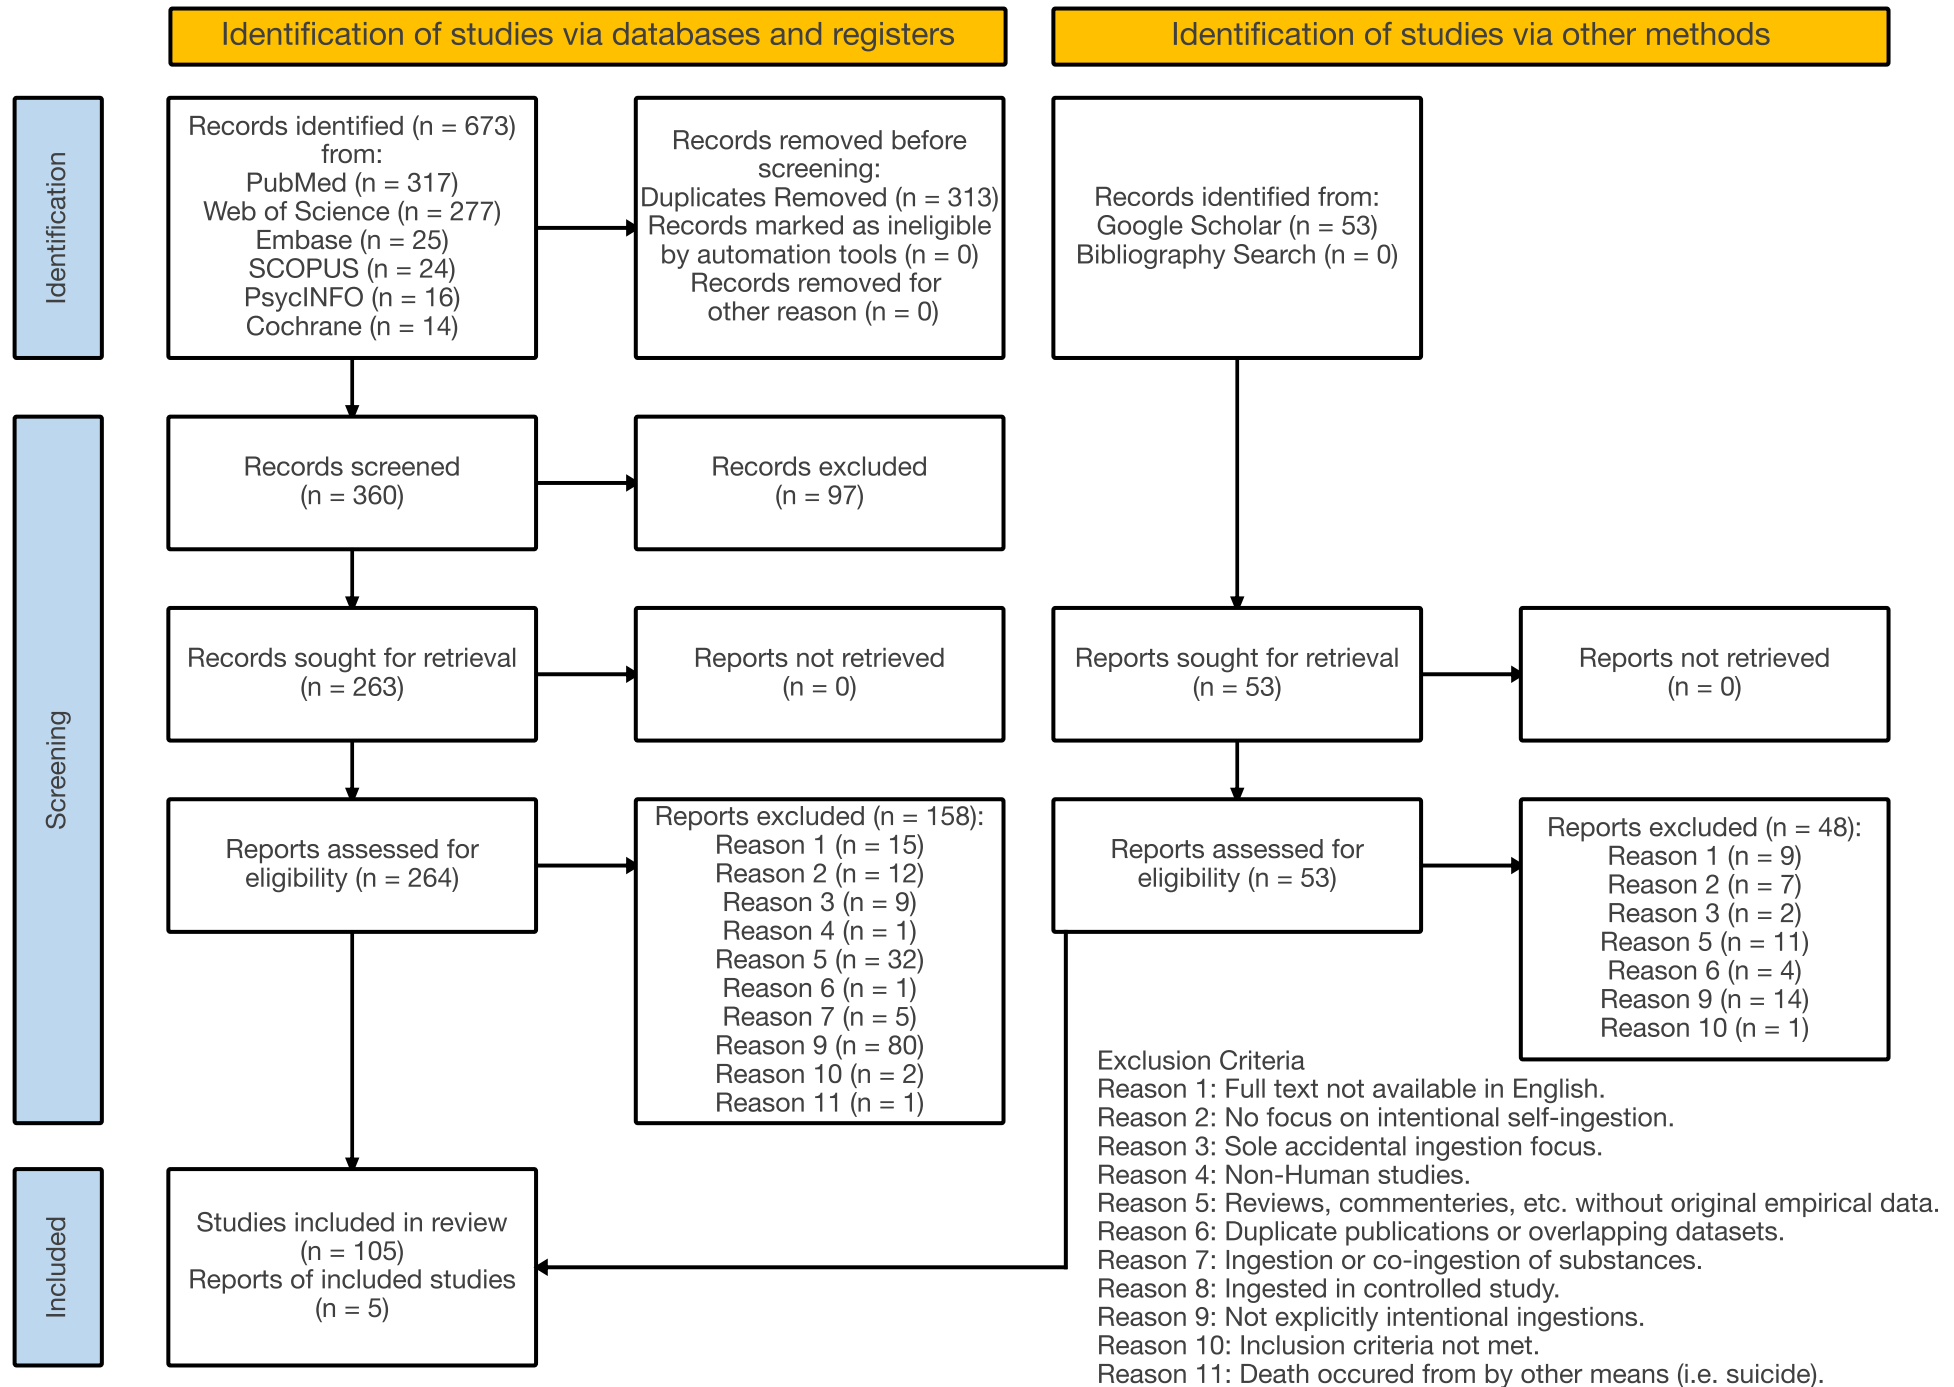 Identification of studies via databases and registers
Identification of studies via other methods
Identification
Records identified (n = 673)
from:
PubMed (n = 317)
Web of Science (n = 277)
Embase (n = 25)
SCOPUS (n = 24)
PsycINFO (n = 16)
Cochrane (n = 14)
Records removed before
screening:
Duplicates Removed (n = 313)
Records marked as ineligible
by automation tools (n = 0)
Records removed for
other reason (n = 0)
Records identified from:
Google Scholar (n = 53)
Bibliography Search (n = 0)
Screening
Records screened
(n = 360)
Records excluded
(n = 97)
Records sought for retrieval
(n = 263)
Reports not retrieved
(n = 0)
Reports sought for retrieval
(n = 53)
Reports not retrieved
(n = 0)
Reports assessed for
eligibility (n = 264)
Reports excluded (n = 158):
Reason 1 (n = 15)
Reason 2 (n = 12)
Reason 3 (n = 9)
Reason 4 (n = 1)
Reason 5 (n = 32)
Reason 6 (n = 1)
Reason 7 (n = 5)
Reason 9 (n = 80)
Reason 10 (n = 2)
Reason 11 (n = 1)
Reports assessed for
eligibility (n = 53)
Reports excluded (n = 48):
Reason 1 (n = 9)
Reason 2 (n = 7)
Reason 3 (n = 2)
Reason 5 (n = 11)
Reason 6 (n = 4)
Reason 9 (n = 14)
Reason 10 (n = 1)
Included
Studies included in review
(n = 105)
Reports of included studies
(n = 5)
Exclusion Criteria
Reason 1: Full text not available in English.
Reason 2: No focus on intentional self-ingestion.
Reason 3: Sole accidental ingestion focus.
Reason 4: Non-Human studies.
Reason 5: Reviews, commenteries, etc. without original empirical data.
Reason 6: Duplicate publications or overlapping datasets.
Reason 7: Ingestion or co-ingestion of substances.
Reason 8: Ingested in controlled study.
Reason 9: Not explicitly intentional ingestions.
Reason 10: Inclusion criteria not met.
Reason 11: Death occured from by other means (i.e. suicide).